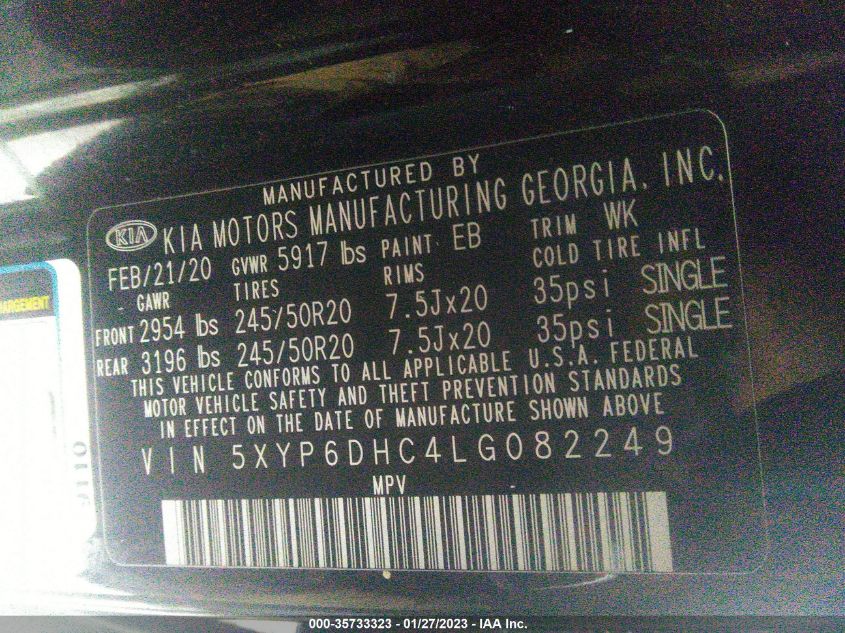 MANUFACTURED BY
KIA KIA MOTORS MANUFACTURING GEORGIA, INC.
FEB/21/20 GVWR 5917 lbs PAINT: EB TRIM WK
GAWR TIRES RIMS COLD TIRE INFL
FRONT 2954 lbs 245/50R20 7.5Jx20 35psi SINGLE
REAR 3196 lbs 245/50R20 7.5Jx20 35psi SINGLE
THIS VEHICLE CONFORMS TO ALL APPLICABLE U.S.A. FEDERAL
MOTOR VEHICLE SAFETY AND THEFT PREVENTION STANDARDS
IN EFFECT ON THE DATE OF MANUFACTURE SHOWN ABOVE
VIN 5XYP6DHC4LG082249
MPV
000-35733323 - 01/27/2023 - IAA Inc.